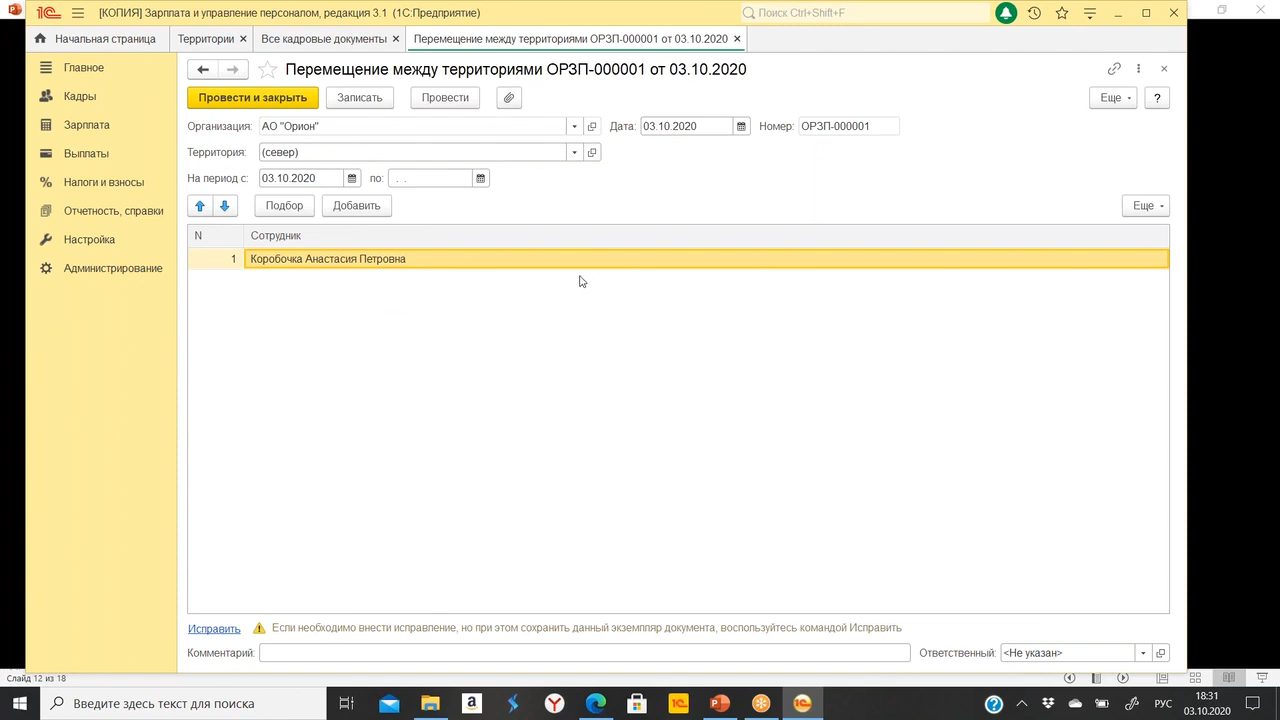 [КОПИЯ] Зарплата и управление персоналом, редакция 3.1 (1С:Предприятие)
Поиск Ctrl+Shift+F
Начальная страница
Территории
Все кадровые документы
Перемещение между территориями ОРЗП-000001 от 03.10.2020
Главное
Кадры
Зарплата
Выплаты
Налоги и взносы
Отчетность, справки
Настройка
Администрирование
Перемещение между территориями ОРЗП-000001 от 03.10.2020
Провести и закрыть
Записать
Провести
Еще
?
Организация: АО "Орион" Дата: 03.10.2020 Номер: ОРЗП-000001
Территория: (север)
На период с: 03.10.2020 по: . .
Подбор
Добавить
Еще
N Сотрудник
1 Коробочка Анастасия Петровна
Исправить Если необходимо внести исправление, но при этом сохранить данный экземпляр документа, воспользуйтесь командой Исправить
Комментарий: Ответственный: <Не указан>
Слайд 12 из 18
Введите здесь текст для поиска
РУС
18:31
03.10.2020